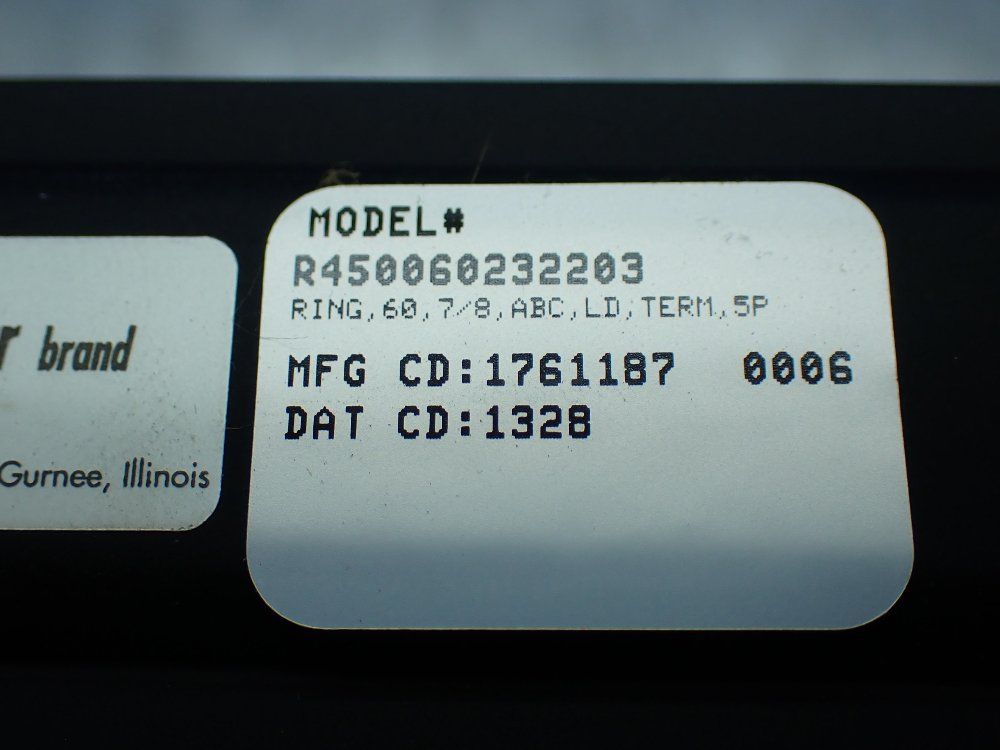 MODEL#
R450060232203
RING,60,7/8,ABC,LD,TERM,5P
MFG CD:1761187 0006
DAT CD:1328
brand
Gurnee, Illinois